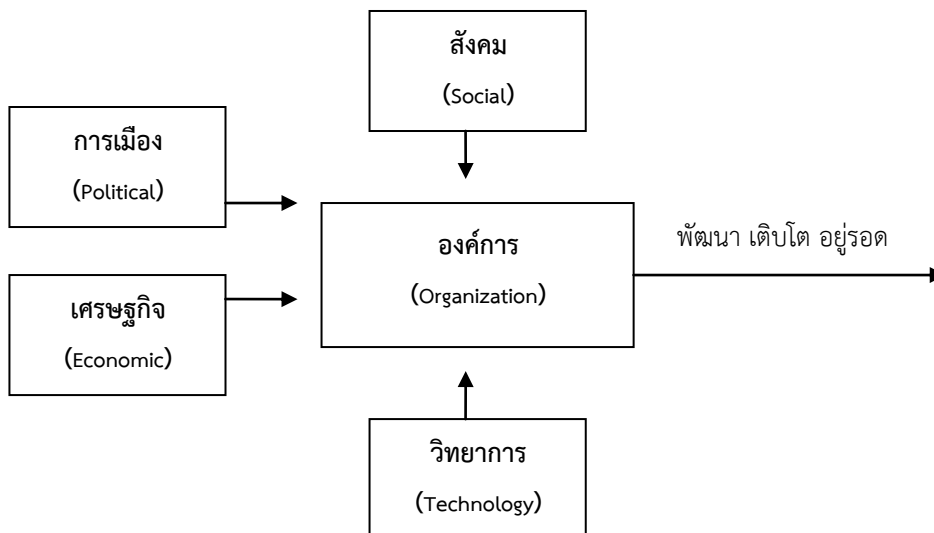 สังคม
(Social)
การเมือง
(Political)
องค์การ
(Organization)
พัฒนา เติบโต อยู่รอด
เศรษฐกิจ
(Economic)
วิทยาการ
(Technology)